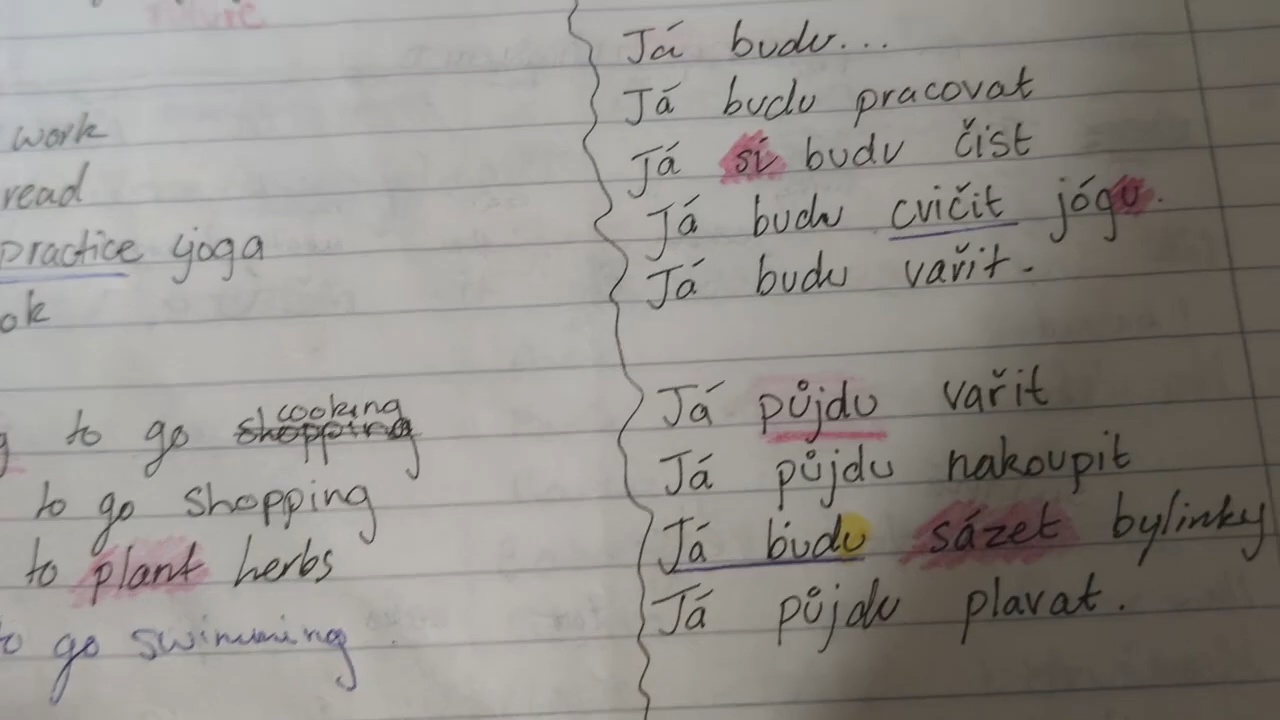 Já budu...
work
Já budu pracovat
read
Já si budu číst
practice yoga
Já budu cvičit jógu.
Já budu vařit.
to go cooking
Já půjdu vařit
to go shopping
Já půjdu nakoupit
to plant herbs
Já budu sázet bylinky
to go swimming
Já půjdu plavat.